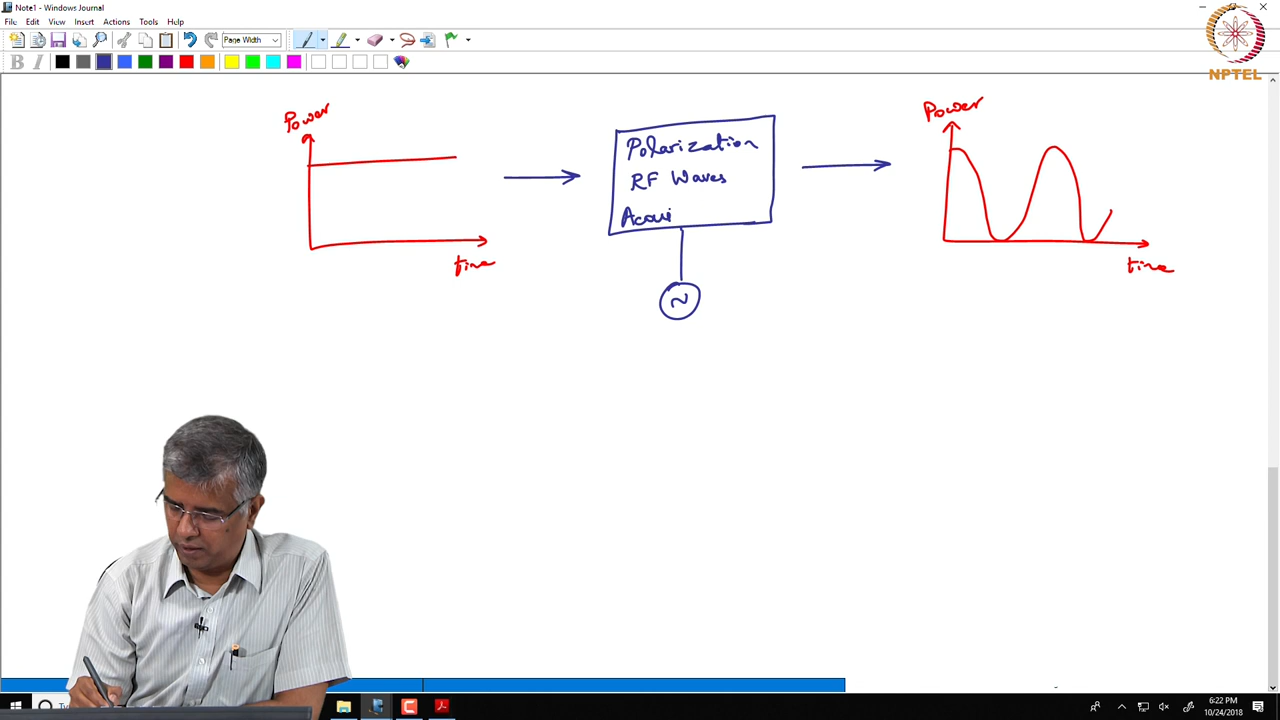 Note1 - Windows Journal
File Edit View Insert Actions Tools Help
Page Width
B I
NPTEL
Power
time
Polarization
RF Waves
Acousi
~
Power
time
6:22 PM
10/24/2018